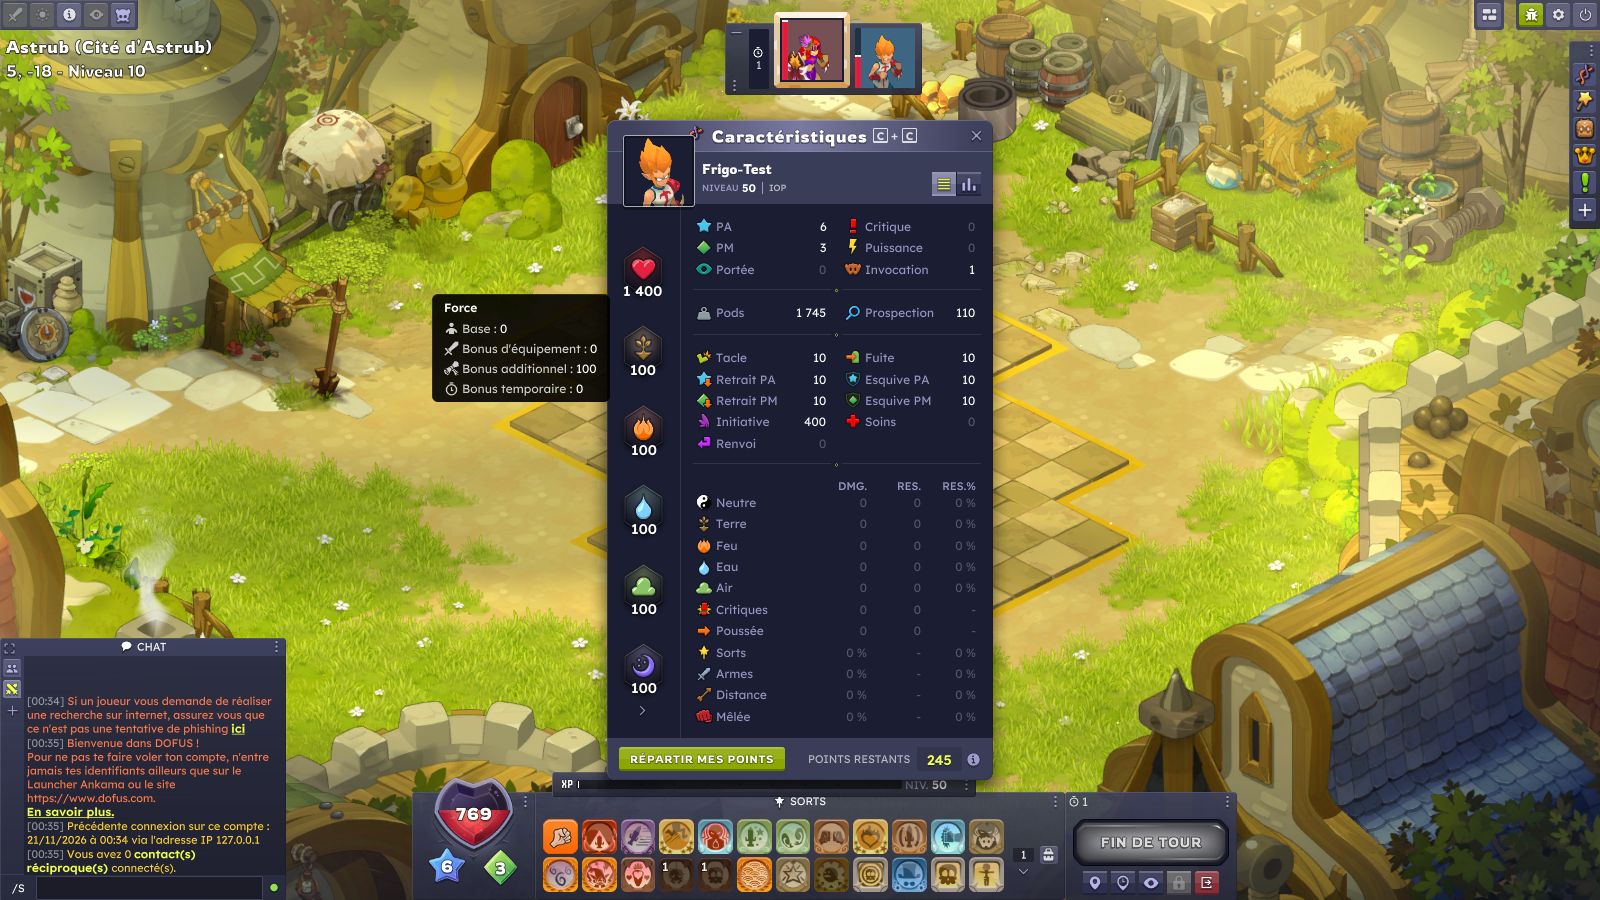 Astrub (Cité d'Astrub)
5, -18 - Niveau 10
1
Caractéristiques C + C
Frigo-Test
NIVEAU 50 | IOP
1 400
100
100
100
100
100
PA 6
Critique 0
PM 3
Puissance 0
Portée 0
Invocation 1
Pods 1 745
Prospection 110
Tacle 10
Fuite 10
Retrait PA 10
Esquive PA 10
Retrait PM 10
Esquive PM 10
Initiative 400
Soins 0
Renvoi 0
DMG. RES. RES.%
Neutre 0 0 0 %
Terre 0 0 0 %
Feu 0 0 0 %
Eau 0 0 0 %
Air 0 0 0 %
Critiques 0 0 -
Poussée 0 0 -
Sorts 0 % - 0 %
Armes 0 % - 0 %
Distance 0 % - 0 %
Mêlée 0 % - 0 %
RÉPARTIR MES POINTS
POINTS RESTANTS 245
Force
Base : 0
Bonus d'équipement : 0
Bonus additionnel : 100
Bonus temporaire : 0
CHAT
[00:34] Si un joueur vous demande de réaliser
une recherche sur internet, assurez vous que
ce n'est pas une tentative de phishing ici
[00:35] Bienvenue dans DOFUS !
Pour ne pas te faire voler ton compte, n'entre
jamais tes identifiants ailleurs que sur le
Launcher Ankama ou le site
https://www.dofus.com.
En savoir plus.
[00:35] Précédente connexion sur ce compte :
21/11/2026 à 00:34 via l'adresse IP 127.0.0.1
[00:35] Vous avez 0 contact(s)
réciproque(s) connecté(s).
/S
XP
NIV. 50
769
6
3
SORTS
1
1
1
1
FIN DE TOUR